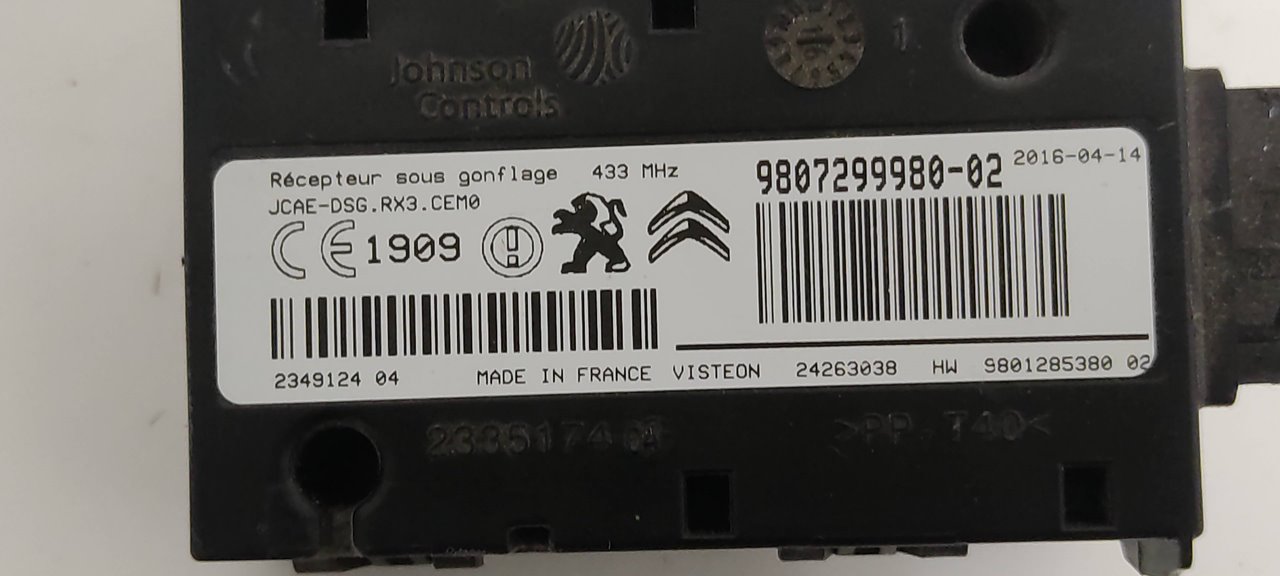 Johnson
Controls
1
Récepteur sous gonflage 433 MHz
JCAE-DSG.RX3.CEM0
CE 1909
9807299980-02 2016-04-14
2349124 04 MADE IN FRANCE VISTEON 24263038 HW 9801285380 02
>PP.T40<